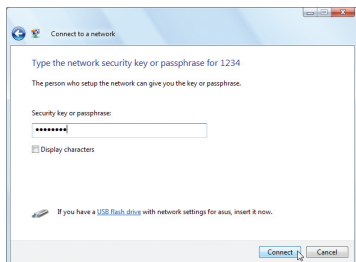 Connect to a network
Type the network security key or passphrase for 1234
The person who setup the network can give you the key or passphrase.
Security key or passphrase:
••••••••
Display characters
If you have a USB flash drive with network settings for asus, insert it now.
Connect
Cancel